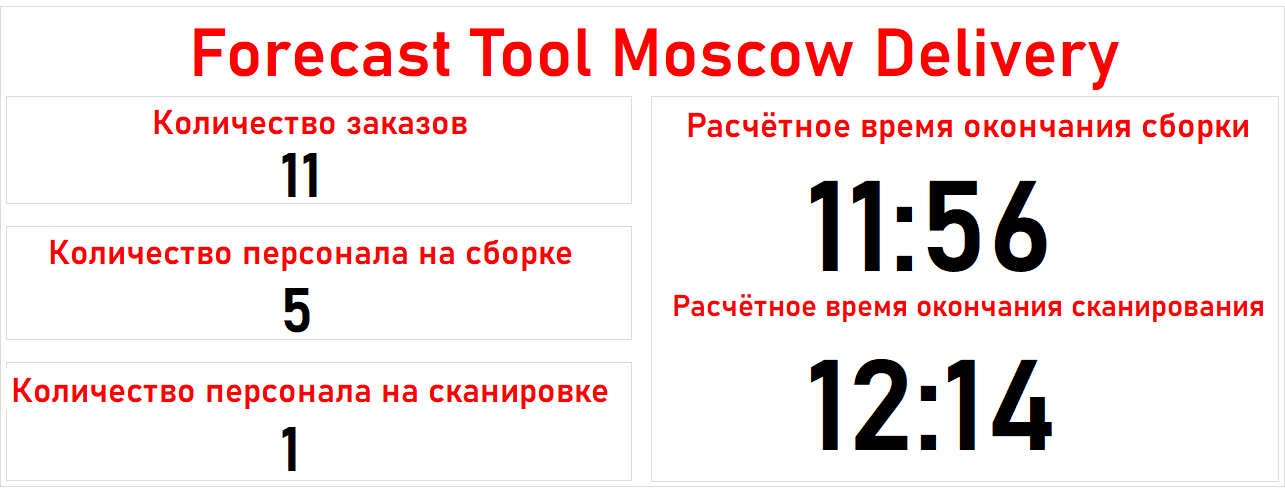 Forecast Tool Moscow Delivery
Количество заказов
11
Количество персонала на сборке
5
Количество персонала на сканировке
1
Расчётное время окончания сборки
11:56
Расчётное время окончания сканирования
12:14